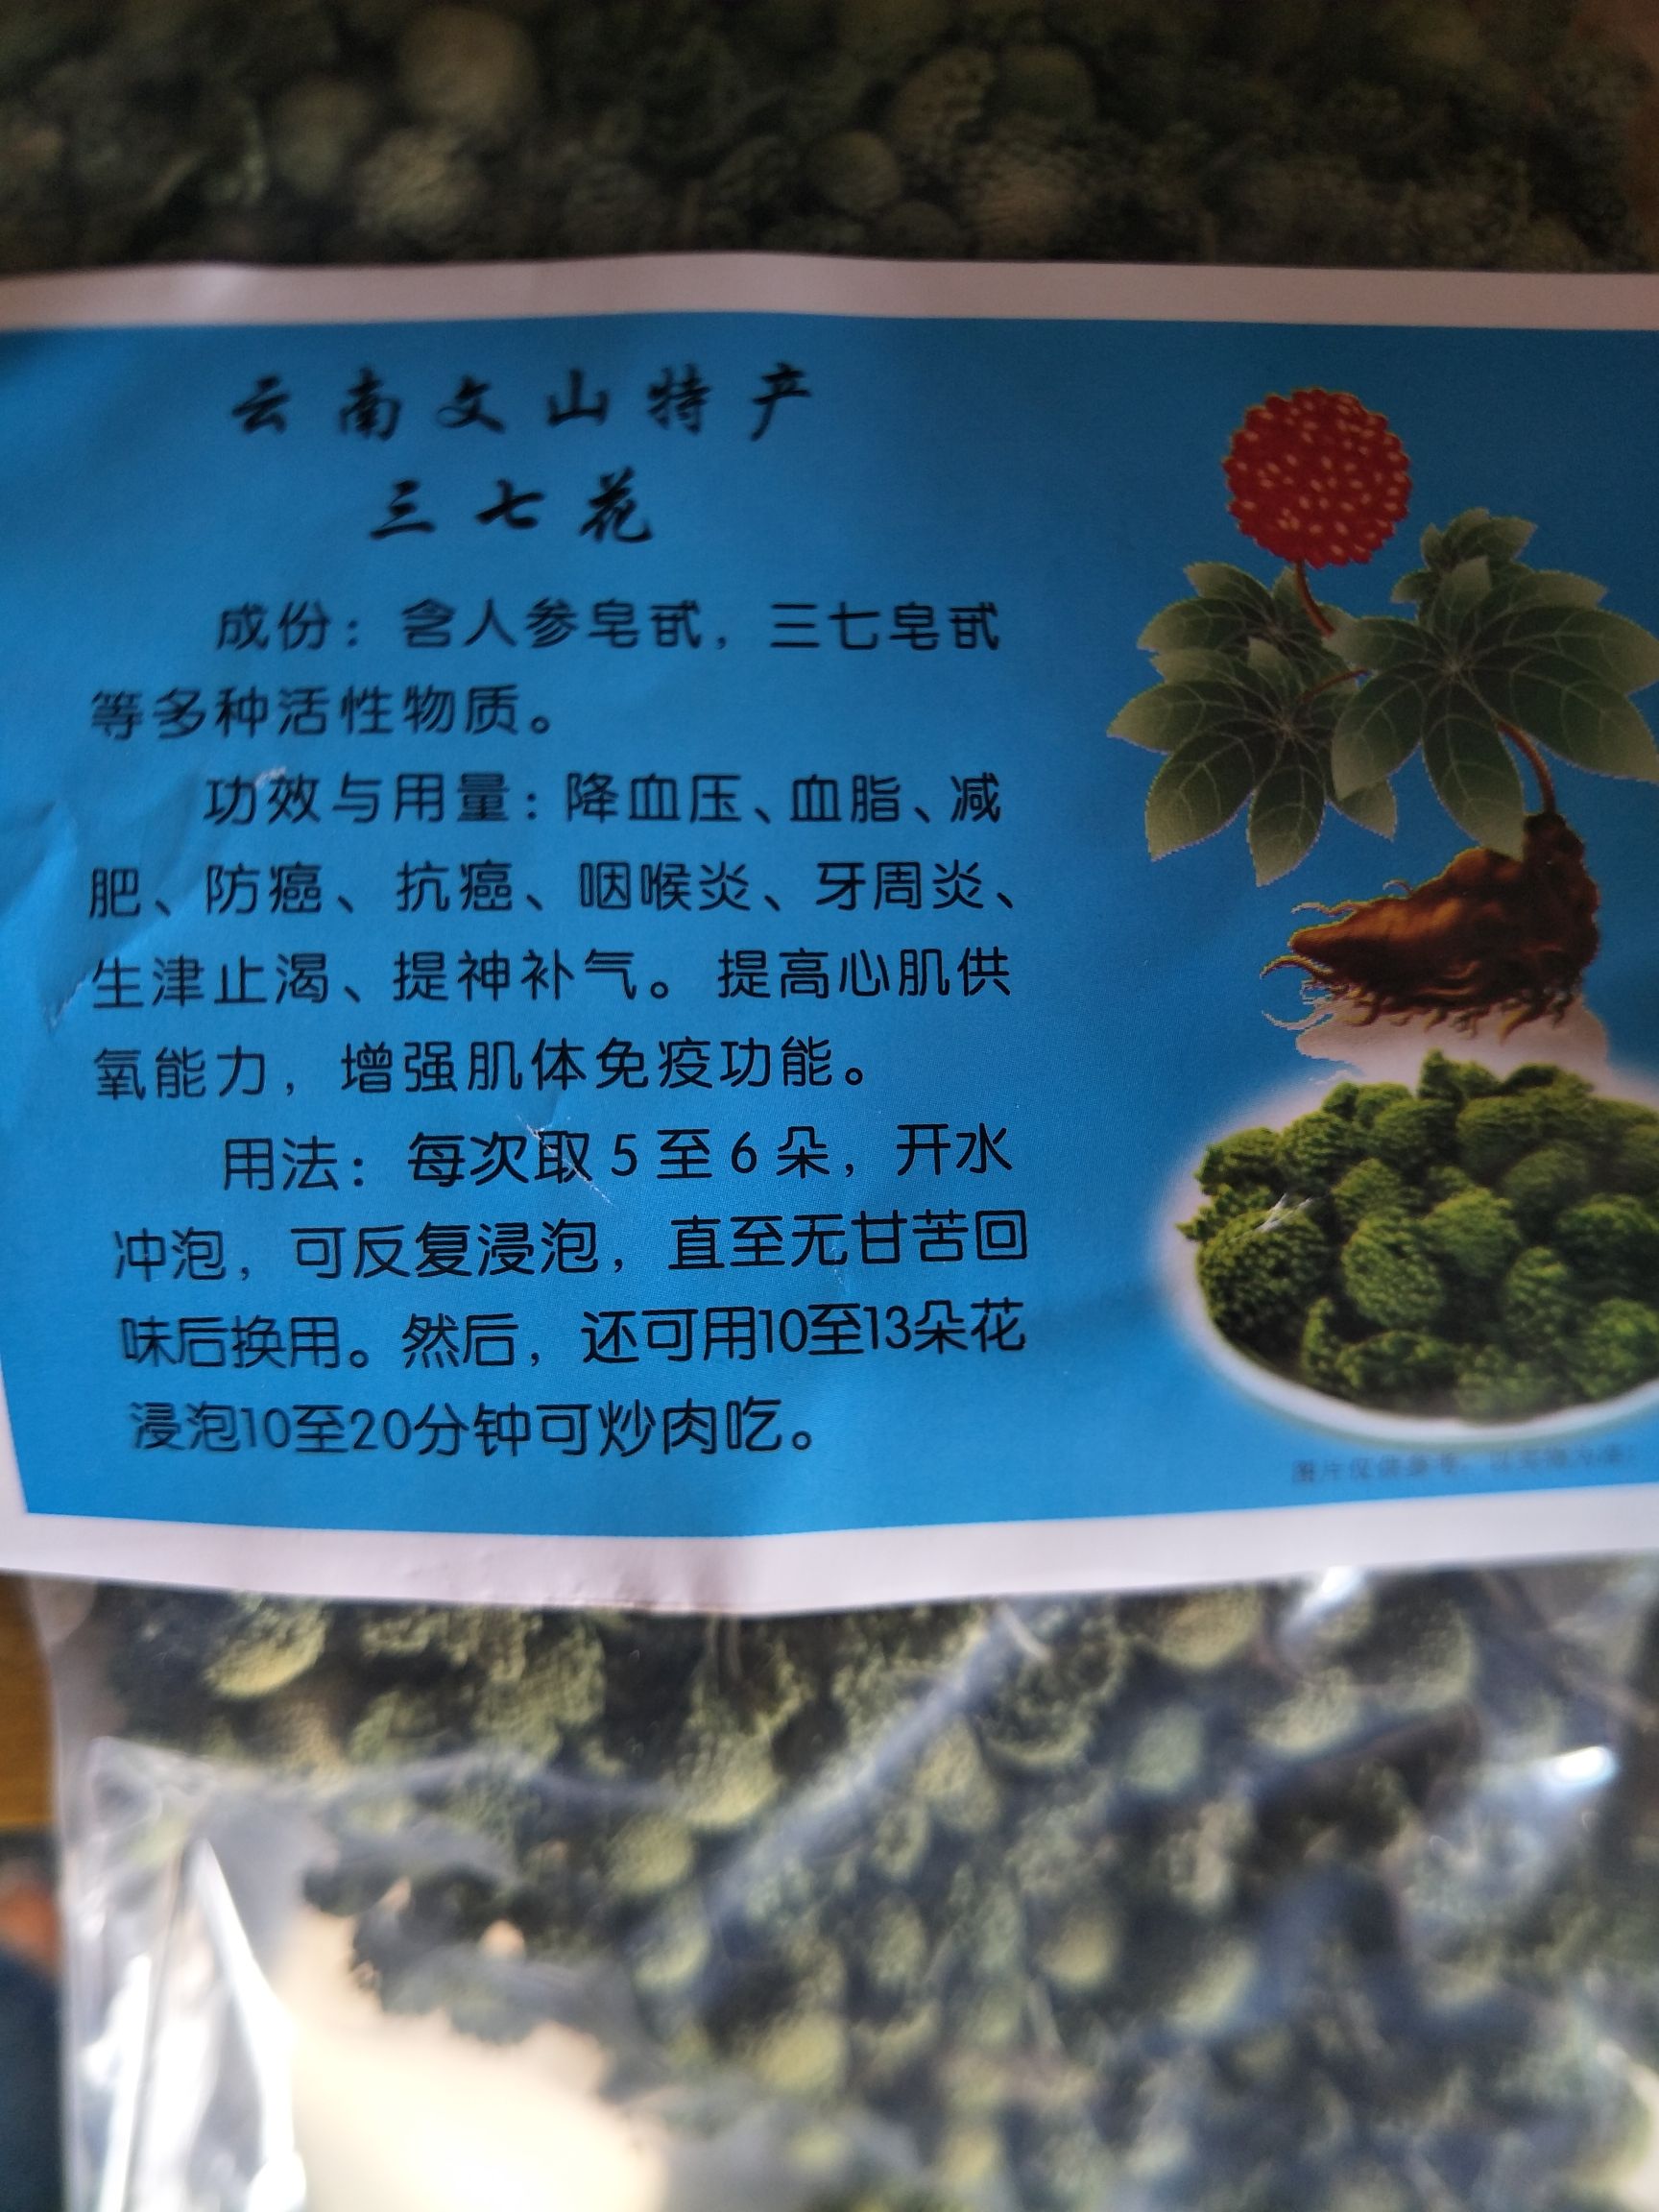 云南文山特产
三七花
成份：含人参皂甙，三七皂甙
等多种活性物质。
功效与用量：降血压、血脂、减
肥、防癌、抗癌、咽喉炎、牙周炎、
生津止渴、提神补气。提高心肌供
氧能力，增强肌体免疫功能。
用法：每次取5至6朵，开水
冲泡，可反复浸泡，直至无甘苦回
味后换用。然后，还可用10至13朵花
浸泡10至20分钟可炒肉吃。
图片仅供参考，